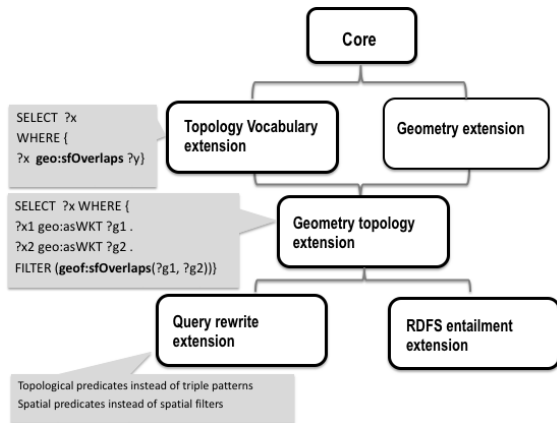 Core
SELECT ?x
WHERE {
?x geo:sfOverlaps ?y}
Topology Vocabulary
extension
Geometry extension
SELECT ?x WHERE {
?x1 geo:asWKT ?g1 .
?x2 geo:asWKT ?g2 .
FILTER (geof:sfOverlaps(?g1, ?g2))}
Geometry topology
extension
Query rewrite
extension
RDFS entailment
extension
Topological predicates instead of triple patterns
Spatial predicates instead of spatial filters